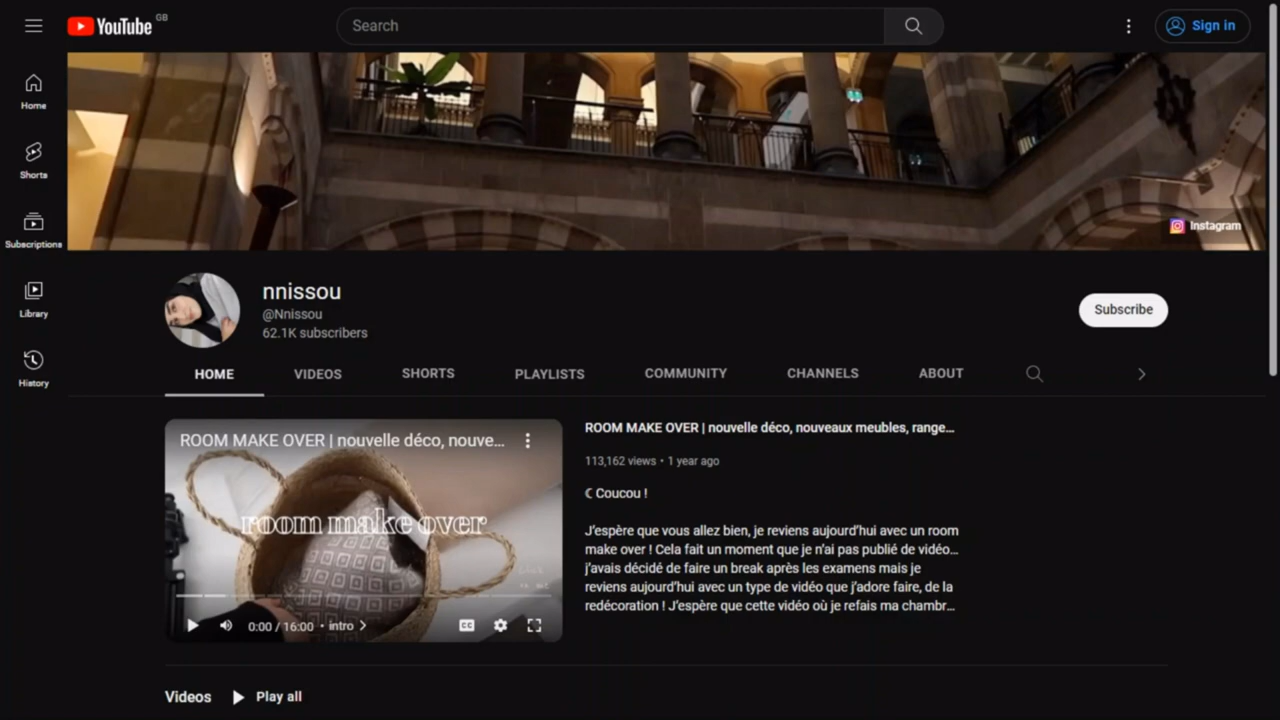 YouTube GB
Search
Sign in
Home
Shorts
Subscriptions
Library
History
Instagram
nnissou
@Nnissou
62.1K subscribers
Subscribe
HOME VIDEOS SHORTS PLAYLISTS COMMUNITY CHANNELS ABOUT
ROOM MAKE OVER | nouvelle déco, nouve...
room make over
0:00 / 16:00 • intro
CC
ROOM MAKE OVER | nouvelle déco, nouveaux meubles, range...
113,162 views • 1 year ago
☾ Coucou !
J'espère que vous allez bien, je reviens aujourd'hui avec un room
make over ! Cela fait un moment que je n'ai pas publié de vidéo...
j'avais décidé de faire un break après les examens mais je
reviens aujourd'hui avec un type de vidéo que j'adore faire, de la
redécoration ! J'espère que cette vidéo où je refais ma chambr...
Videos Play all